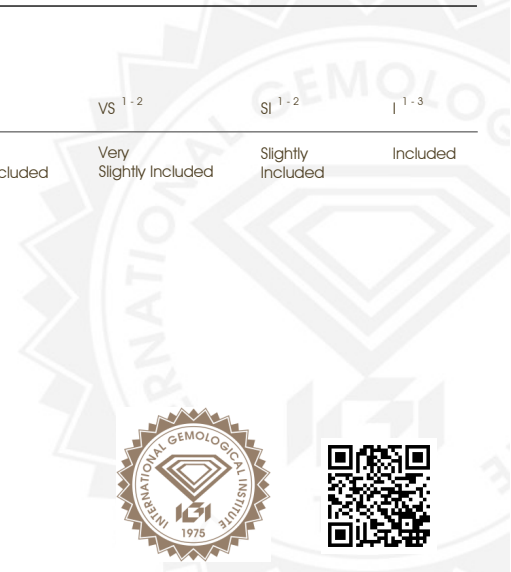 VS 1 - 2
SI 1 - 2
I 1 - 3
cluded
Very
Slightly Included
Slightly
Included
Included
INTERNATIONAL GEMOLOGICAL INSTITUTE
IGI
1975